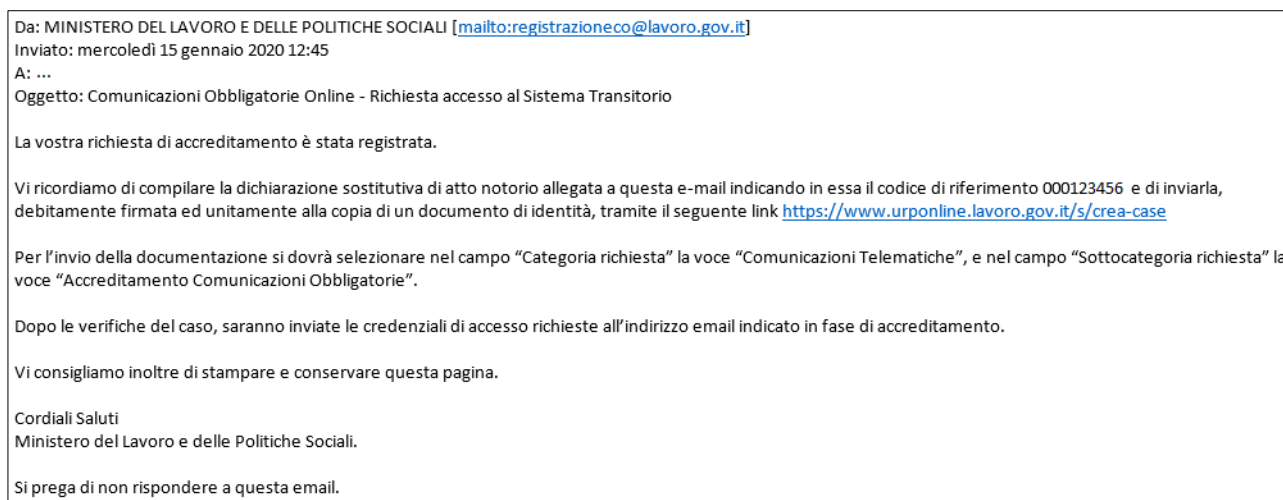 Da: MINISTERO DEL LAVORO E DELLE POLITICHE SOCIALI [mailto:registrazioneco@lavoro.gov.it]
Inviato: mercoledì 15 gennaio 2020 12:45
A: ...
Oggetto: Comunicazioni Obbligatorie Online - Richiesta accesso al Sistema Transitorio
La vostra richiesta di accreditamento è stata registrata.
Vi ricordiamo di compilare la dichiarazione sostitutiva di atto notorio allegata a questa e-mail indicando in essa il codice di riferimento 000123456 e di inviarla,
debitamente firmata ed unitamente alla copia di un documento di identità, tramite il seguente link https://www.urponline.lavoro.gov.it/s/crea-case
Per l'invio della documentazione si dovrà selezionare nel campo “Categoria richiesta” la voce “Comunicazioni Telematiche”, e nel campo “Sottocategoria richiesta” la
voce “Accreditamento Comunicazioni Obbligatorie”.
Dopo le verifiche del caso, saranno inviate le credenziali di accesso richieste all'indirizzo email indicato in fase di accreditamento.
Vi consigliamo inoltre di stampare e conservare questa pagina.
Cordiali Saluti
Ministero del Lavoro e delle Politiche Sociali.
Si prega di non rispondere a questa email.